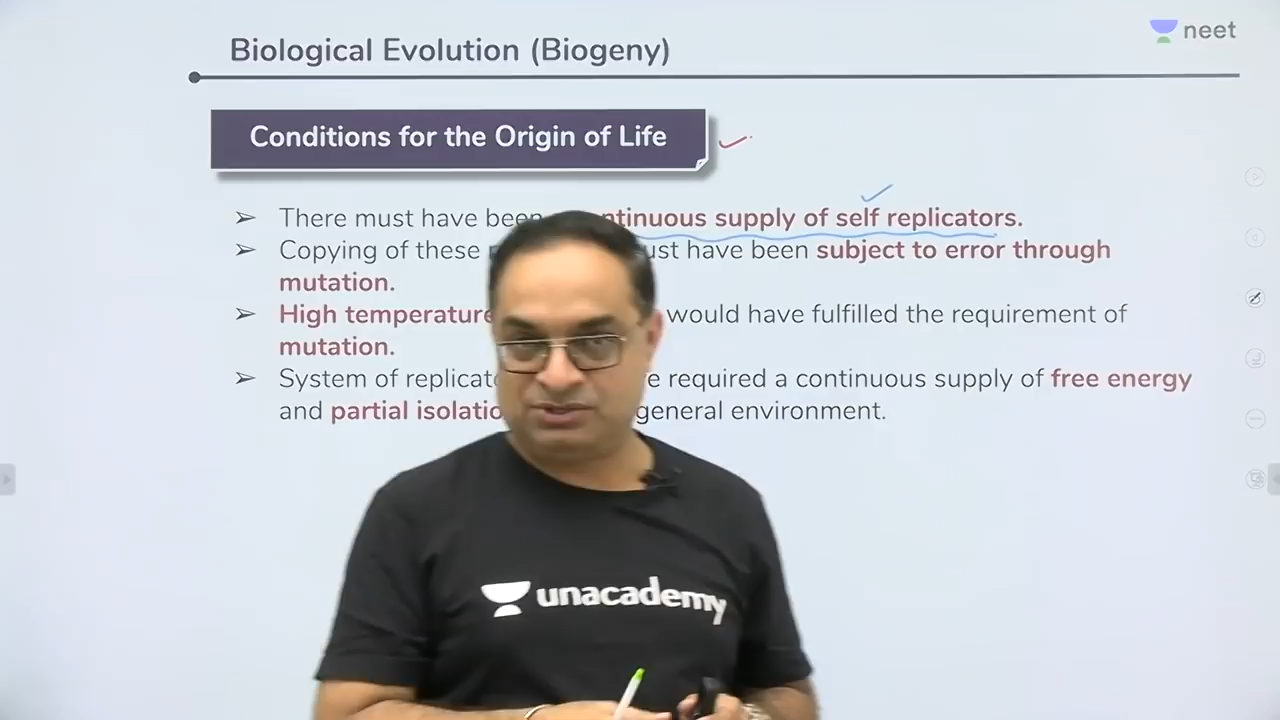 Biological Evolution (Biogeny)
neet
Conditions for the Origin of Life
➢ There must have been ntinuous supply of self replicators.
➢ Copying of these ust have been subject to error through
mutation.
➢ High temperature would have fulfilled the requirement of
mutation.
➢ System of replicat e required a continuous supply of free energy
and partial isolatio general environment.
unacademy